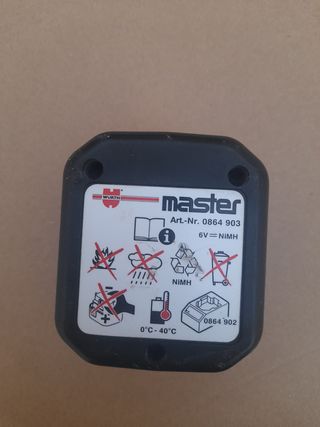 WÜRTH
master
Art.-Nr. 0864 903
6V NiMH
NiMH
0°C - 40°C
0864 902